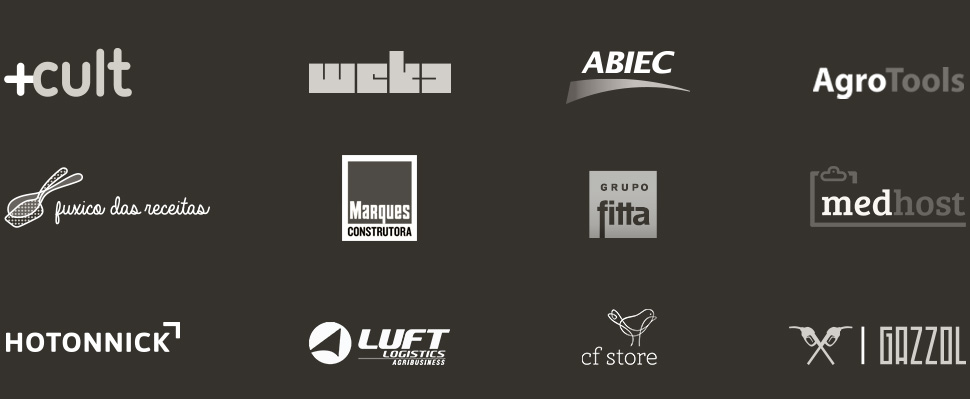 +cult
weka
ABIEC
AgroTools
fuxico das receitas
Marques
CONSTRUTORA
GRUPO
fitta
medhost
HOTONNICK
LUFT
LOGISTICS
AGRIBUSINESS
cf store
GAZZOL